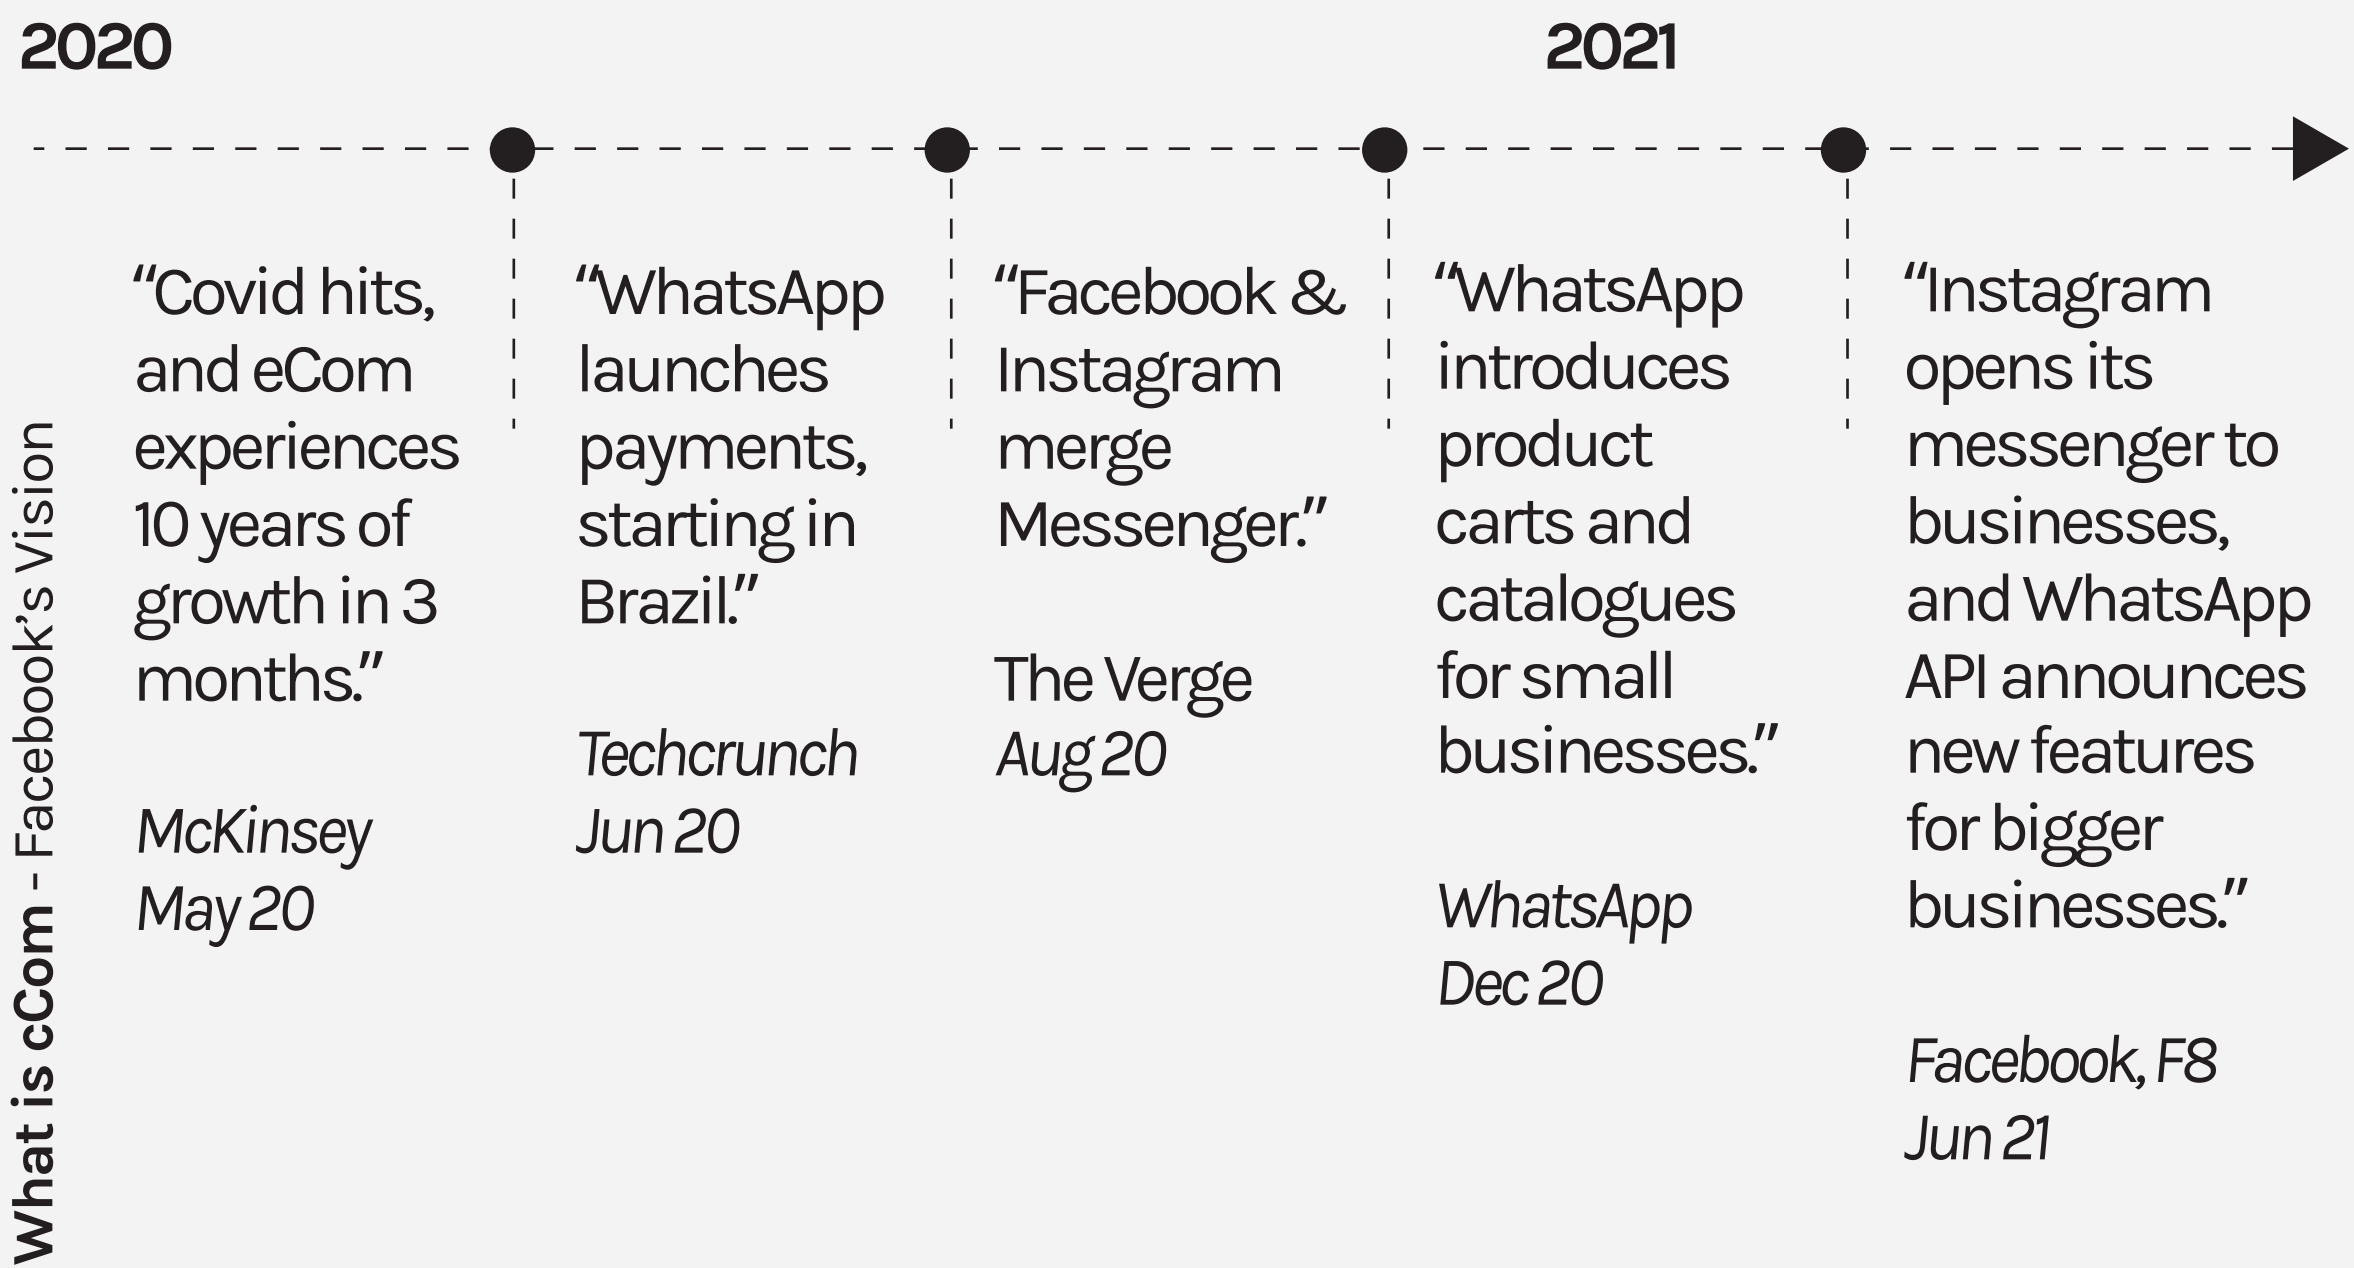 2020
2021
“Covid hits,
and eCom
experiences
10 years of
growth in 3
months.”
McKinsey
May 20
“WhatsApp
launches
payments,
starting in
Brazil.”
Techcrunch
Jun 20
“Facebook &
Instagram
merge
Messenger.”
The Verge
Aug 20
“WhatsApp
introduces
product
carts and
catalogues
for small
businesses.”
WhatsApp
Dec 20
“Instagram
opens its
messenger to
businesses,
and WhatsApp
API announces
new features
for bigger
businesses.”
Facebook, F8
Jun 21
What is cCom - Facebook’s Vision